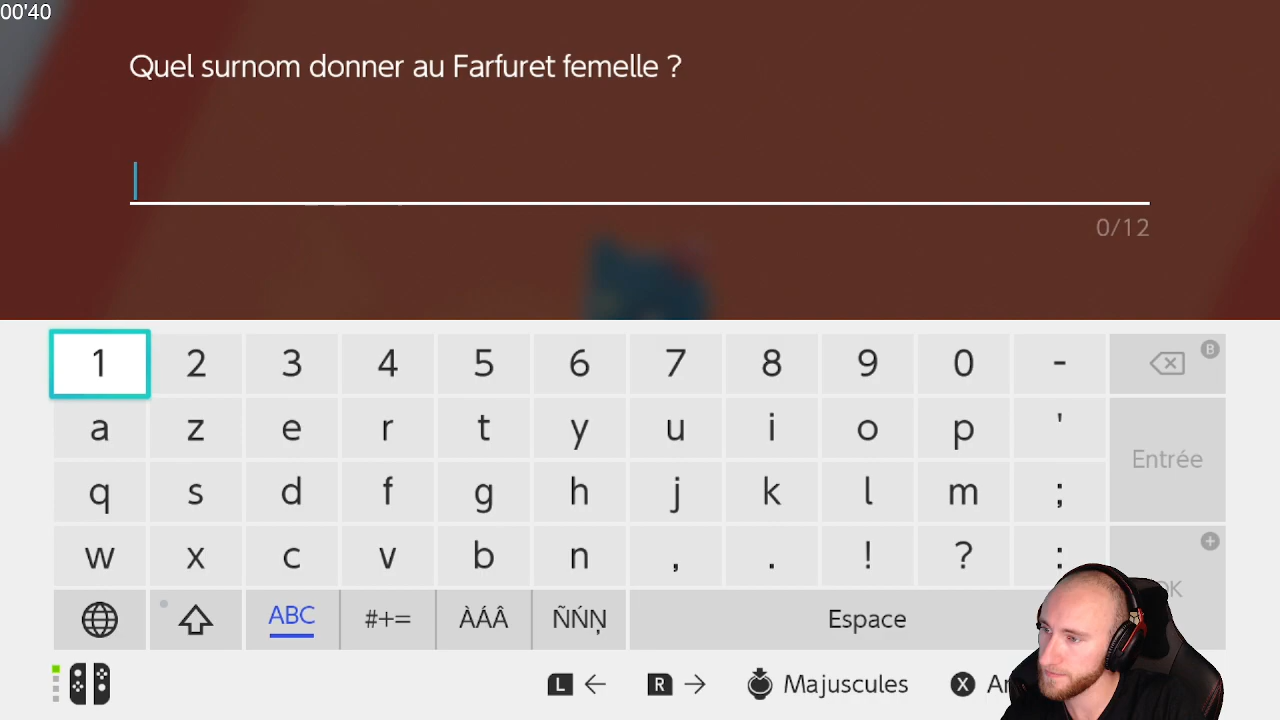 00'40
Quel surnom donner au Farfuret femelle ?
0/12
1 2 3 4 5 6 7 8 9 0 - B
a z e r t y u i o p '
Entrée
q s d f g h j k l m ;
w x c v b n , . ! ? : +
ABC #+= ÀÁÂ ÑŃŅ Espace
L ← R → Majuscules X